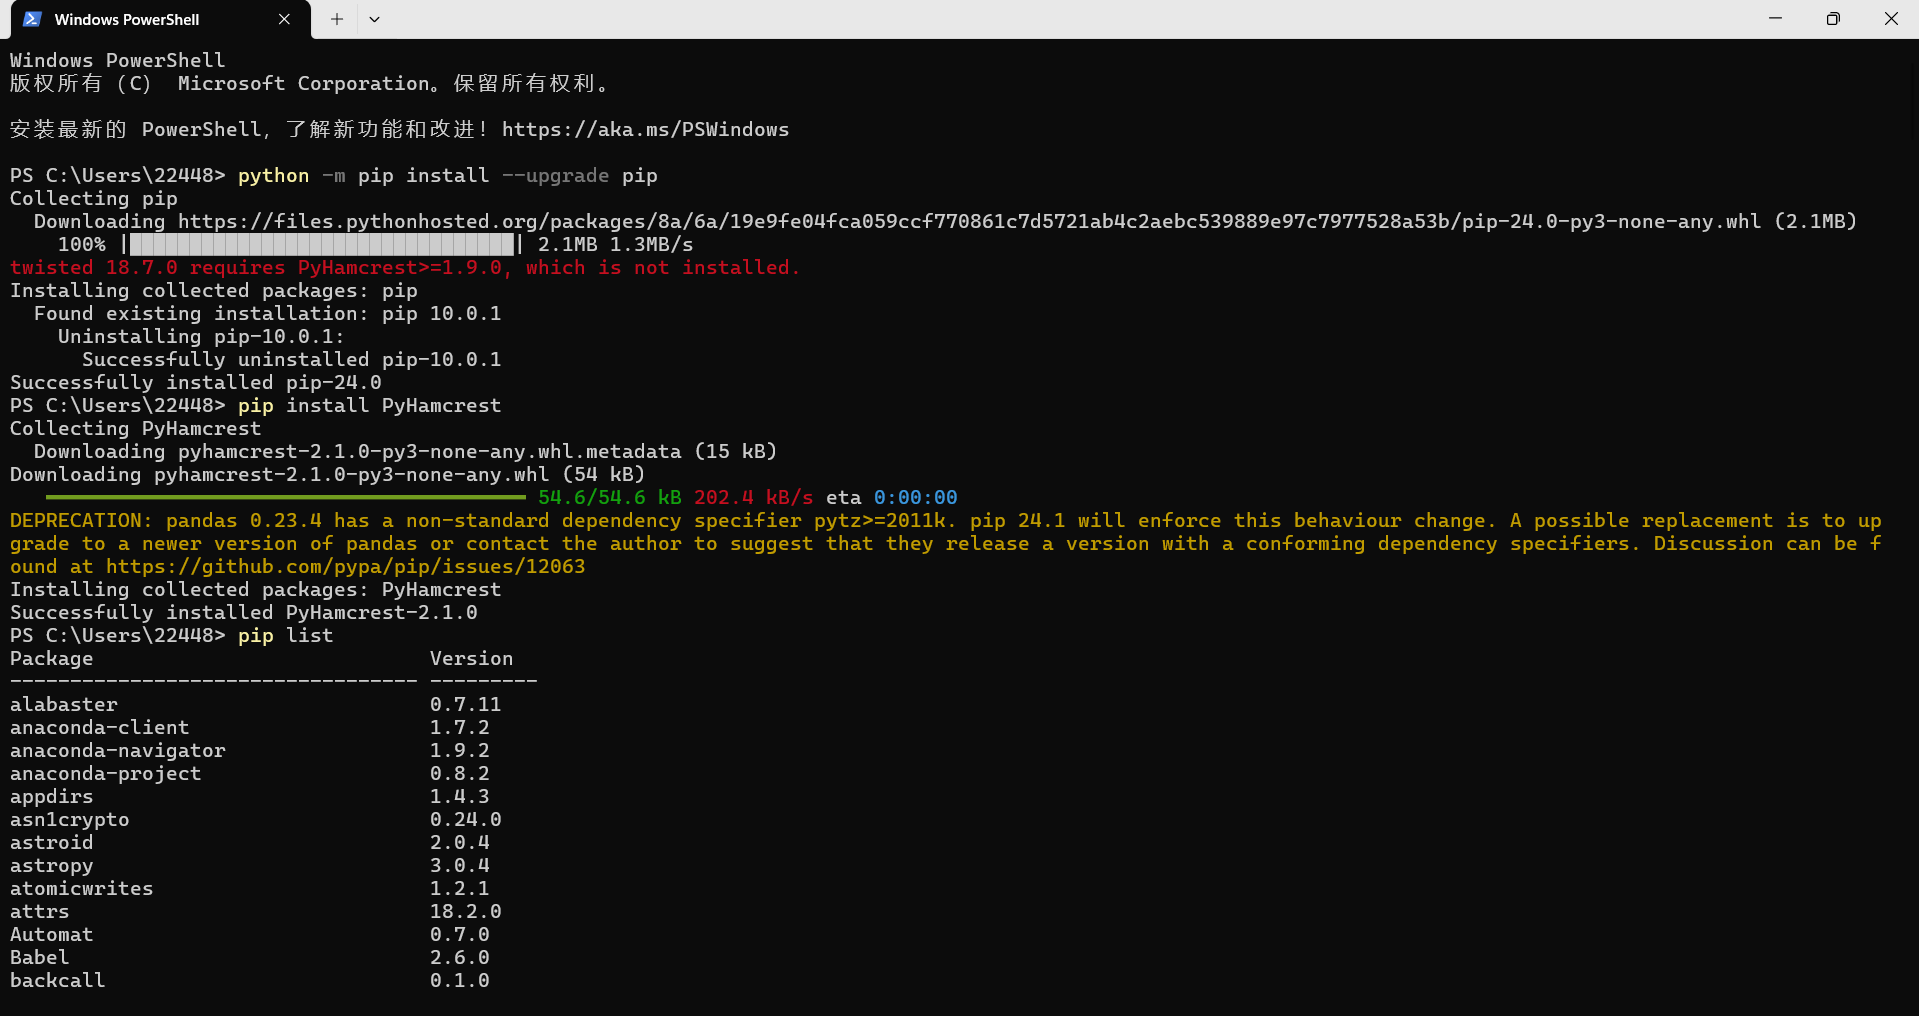 Windows PowerShell
Windows PowerShell
版权所有 (C)  Microsoft Corporation。保留所有权利。
安装最新的 PowerShell，了解新功能和改进！https://aka.ms/PSWindows
PS C:\Users\22448> python -m pip install --upgrade pip
Collecting pip
  Downloading https://files.pythonhosted.org/packages/8a/6a/19e9fe04fca059ccf770861c7d5721ab4c2aebc539889e97c7977528a53b/pip-24.0-py3-none-any.whl (2.1MB)
    100% |████████████████████████████████| 2.1MB 1.3MB/s
twisted 18.7.0 requires PyHamcrest>=1.9.0, which is not installed.
Installing collected packages: pip
  Found existing installation: pip 10.0.1
    Uninstalling pip-10.0.1:
      Successfully uninstalled pip-10.0.1
Successfully installed pip-24.0
PS C:\Users\22448> pip install PyHamcrest
Collecting PyHamcrest
  Downloading pyhamcrest-2.1.0-py3-none-any.whl.metadata (15 kB)
Downloading pyhamcrest-2.1.0-py3-none-any.whl (54 kB)
54.6/54.6 kB 202.4 kB/s eta 0:00:00
DEPRECATION: pandas 0.23.4 has a non-standard dependency specifier pytz>=2011k. pip 24.1 will enforce this behaviour change. A possible replacement is to up
grade to a newer version of pandas or contact the author to suggest that they release a version with a conforming dependency specifiers. Discussion can be f
ound at https://github.com/pypa/pip/issues/12063
Installing collected packages: PyHamcrest
Successfully installed PyHamcrest-2.1.0
PS C:\Users\22448> pip list
Package                            Version
---------------------------------- ---------
alabaster                          0.7.11
anaconda-client                    1.7.2
anaconda-navigator                 1.9.2
anaconda-project                   0.8.2
appdirs                            1.4.3
asn1crypto                         0.24.0
astroid                            2.0.4
astropy                            3.0.4
atomicwrites                       1.2.1
attrs                              18.2.0
Automat                            0.7.0
Babel                              2.6.0
backcall                           0.1.0